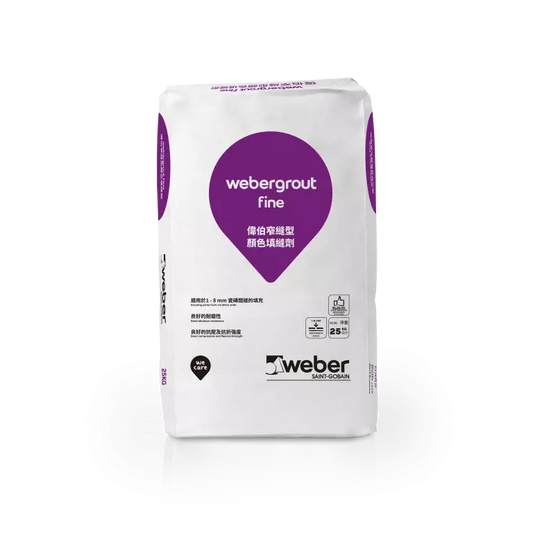 webergrout
fine
webergrout
fine
偉伯窄縫型
顏色填縫劑
適用於1 - 8 mm 瓷磚間縫的填充
良好的耐磨性
良好的抗壓及抗折強度
we
care
25
weber
SAINT-GOBAIN
weber
25KG